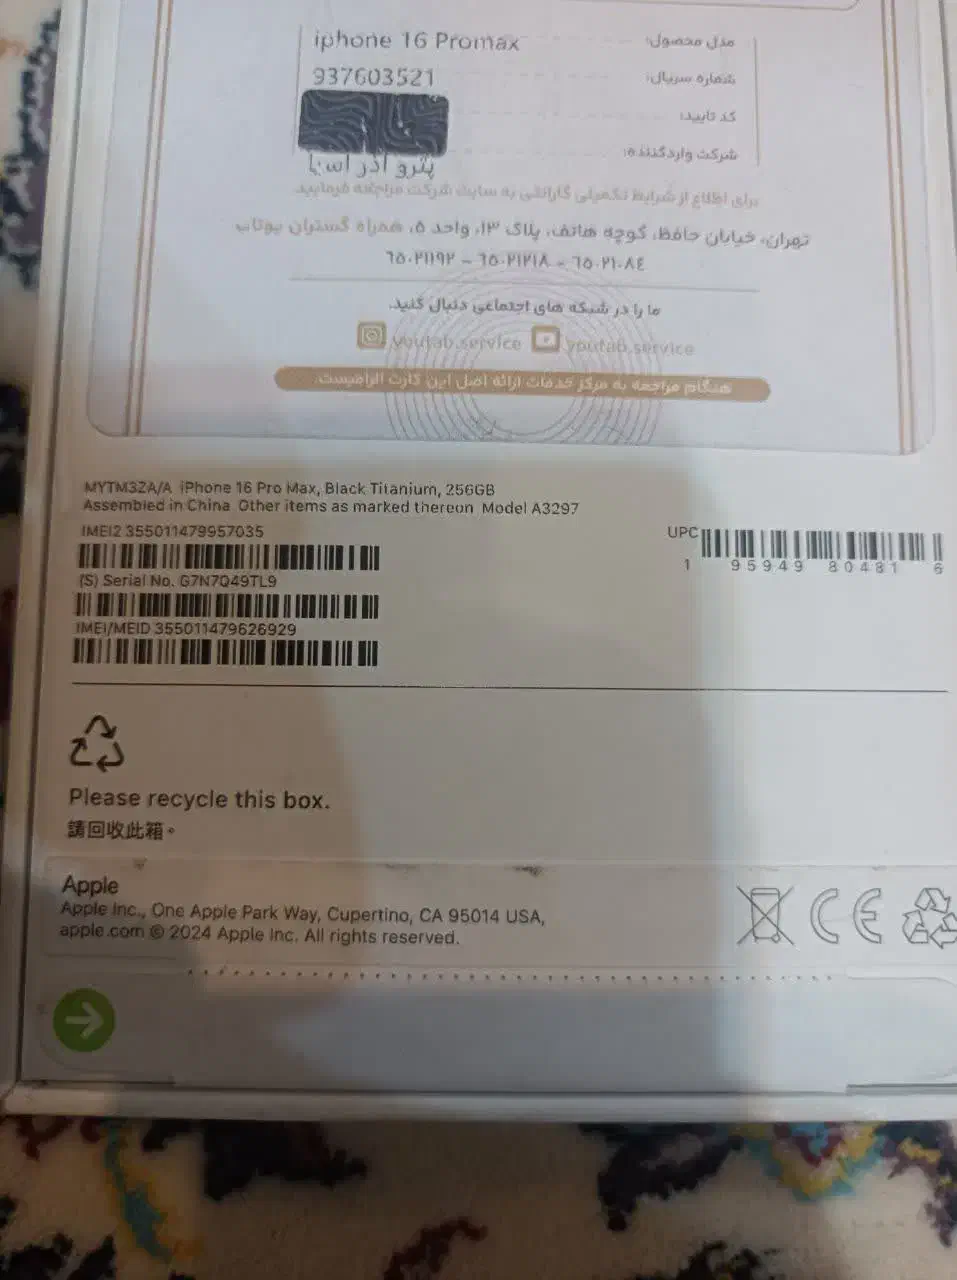 مدل محصول: iphone 16 Promax
شماره سریال: 937603521
کد تایید:
شرکت واردکننده: پترو آذر آسیا
برای اطلاع از شرایط تکمیلی گارانتی به سایت شرکت مراجعه فرمایید.
تهران، خیابان حافظ، کوچه هاتف، پلاک ۱۳، واحد ۵، همراه گستران یوتاب
۶۵۰۲۱۰۸۴ - ۶۵۰۲۱۲۱۸ - ۶۵۰۲۱۱۹۲
ما را در شبکه های اجتماعی دنبال کنید.
youtab.service youtab.service
هنگام مراجعه به مرکز خدمات ارائه اصل این کارت الزامیست.
MYTM3ZA/A iPhone 16 Pro Max, Black Titanium, 256GB
Assembled in China Other items as marked thereon Model A3297
IMEI2 355011479957035
(S) Serial No. G7N7Q49TL9
IMEI/MEID 355011479626929
UPC
1 95949 80481 6
Please recycle this box.
請回收此箱。
Apple
Apple Inc., One Apple Park Way, Cupertino, CA 95014 USA,
apple.com © 2024 Apple Inc. All rights reserved.
CE